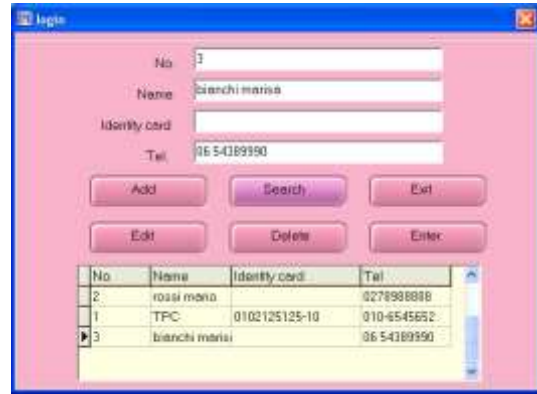 login
No
3
Name
bianchi marisa
Identity card
Tel.
06 54389990
Add
Search
Exit
Edit
Delete
Enter
No Name Identity card Tel
2 rossi mario 0278988888
1 TPC 0102125125-10 010-6545652
3 bianchi maris 06 54389990